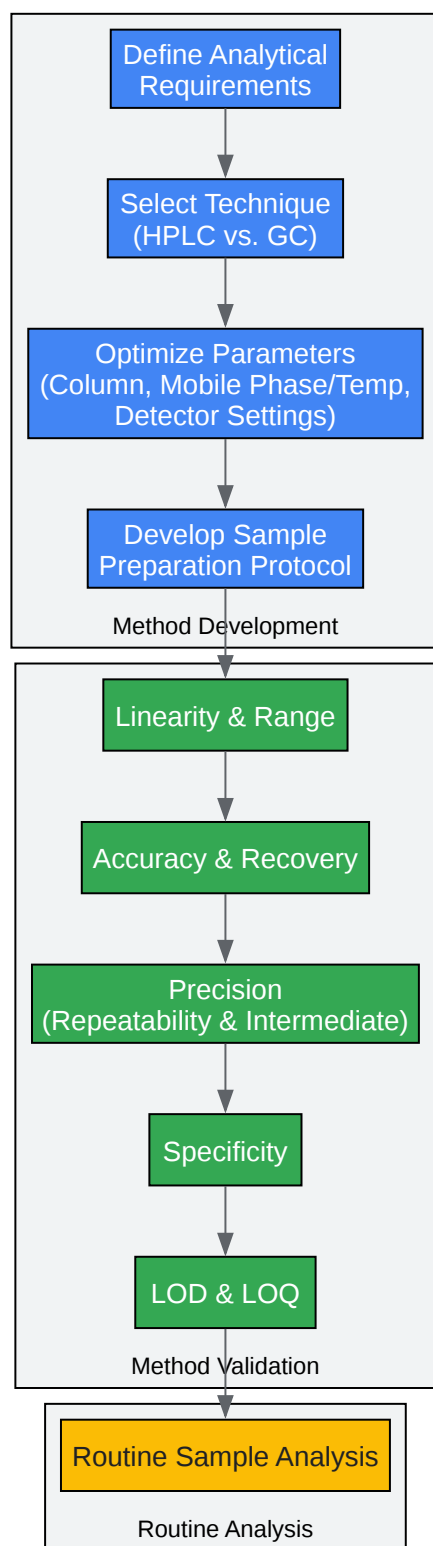 Define Analytical
Requirements
Select Technique
(HPLC vs. GC)
Optimize Parameters
(Column, Mobile Phase/Temp,
Detector Settings)
Develop Sample
Preparation Protocol
Method Development
Linearity & Range
Accuracy & Recovery
Precision
(Repeatability & Intermediate)
Specificity
LOD & LOQ
Method Validation
Routine Sample Analysis
Routine Analysis